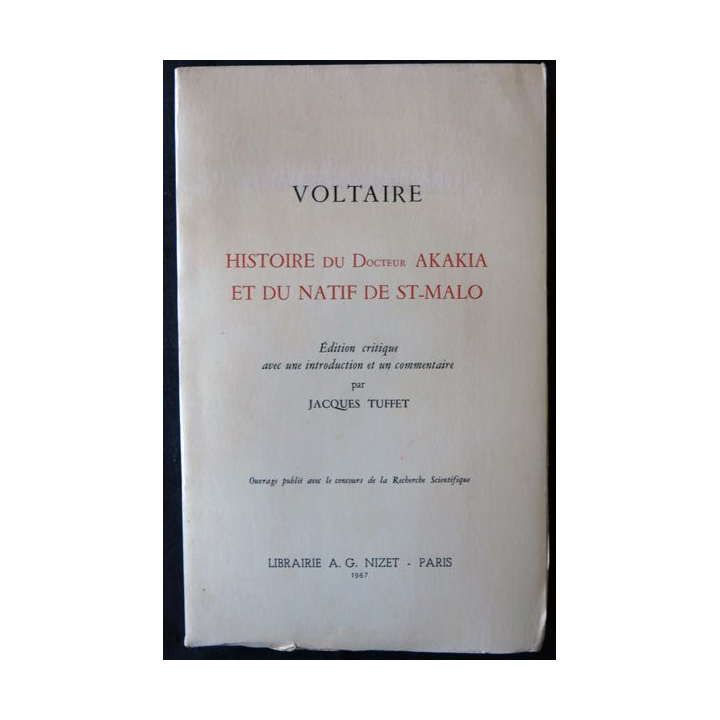 VOLTAIRE
HISTOIRE DU DOCTEUR AKAKIA
ET DU NATIF DE ST-MALO
Édition critique
avec une introduction et un commentaire
par
JACQUES TUFFET
Ouvrage publié avec le concours de la Recherche Scientifique
LIBRAIRIE A. G. NIZET - PARIS
1967